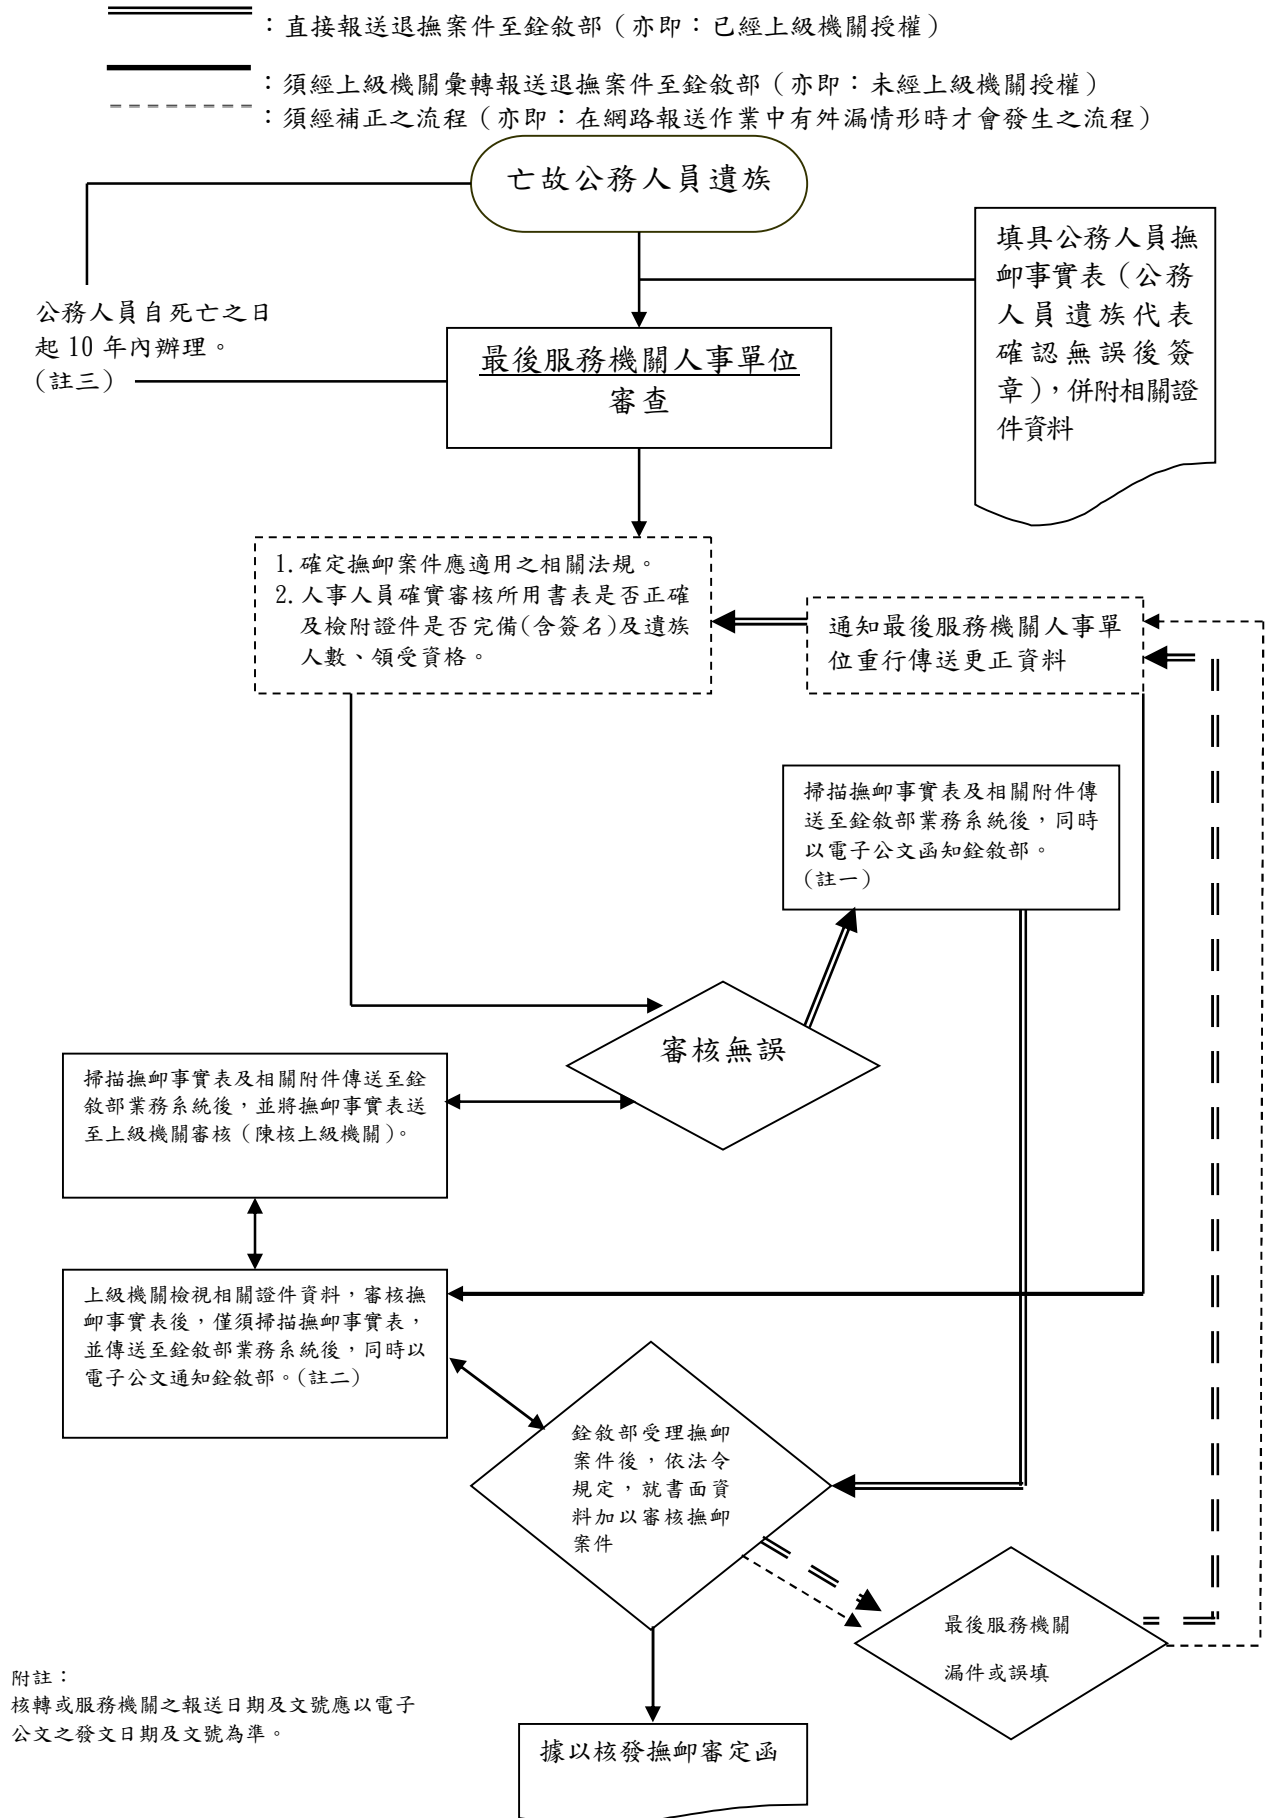 ：直接報送退撫案件至銓敘部（亦即：已經上級機關授權）
：須經上級機關彙轉報送退撫案件至銓敘部（亦即：未經上級機關授權）
：須經補正之流程（亦即：在網路報送作業中有舛漏情形時才會發生之流程）
亡故公務人員遺族
填具公務人員撫
卹事實表（公務
人員遺族代表
確認無誤後簽
章），併附相關證
件資料
公務人員自死亡之日
起 10 年內辦理。
(註三)
最後服務機關人事單位
審查
1.確定撫卹案件應適用之相關法規。
2.人事人員確實審核所用書表是否正確
及檢附證件是否完備(含簽名)及遺族
人數、領受資格。
通知最後服務機關人事單
位重行傳送更正資料
掃描撫卹事實表及相關附件傳
送至銓敘部業務系統後，同時
以電子公文函知銓敘部。
(註一)
審核無誤
掃描撫卹事實表及相關附件傳送至銓
敘部業務系統後，並將撫卹事實表送
至上級機關審核（陳核上級機關）。
上級機關檢視相關證件資料，審核撫
卹事實表後，僅須掃描撫卹事實表，
並傳送至銓敘部業務系統後，同時以
電子公文通知銓敘部。(註二)
銓敘部受理撫卹
案件後，依法令
規定，就書面資
料加以審核撫卹
案件
最後服務機關
漏件或誤填
附註：
核轉或服務機關之報送日期及文號應以電子
公文之發文日期及文號為準。
據以核發撫卹審定函